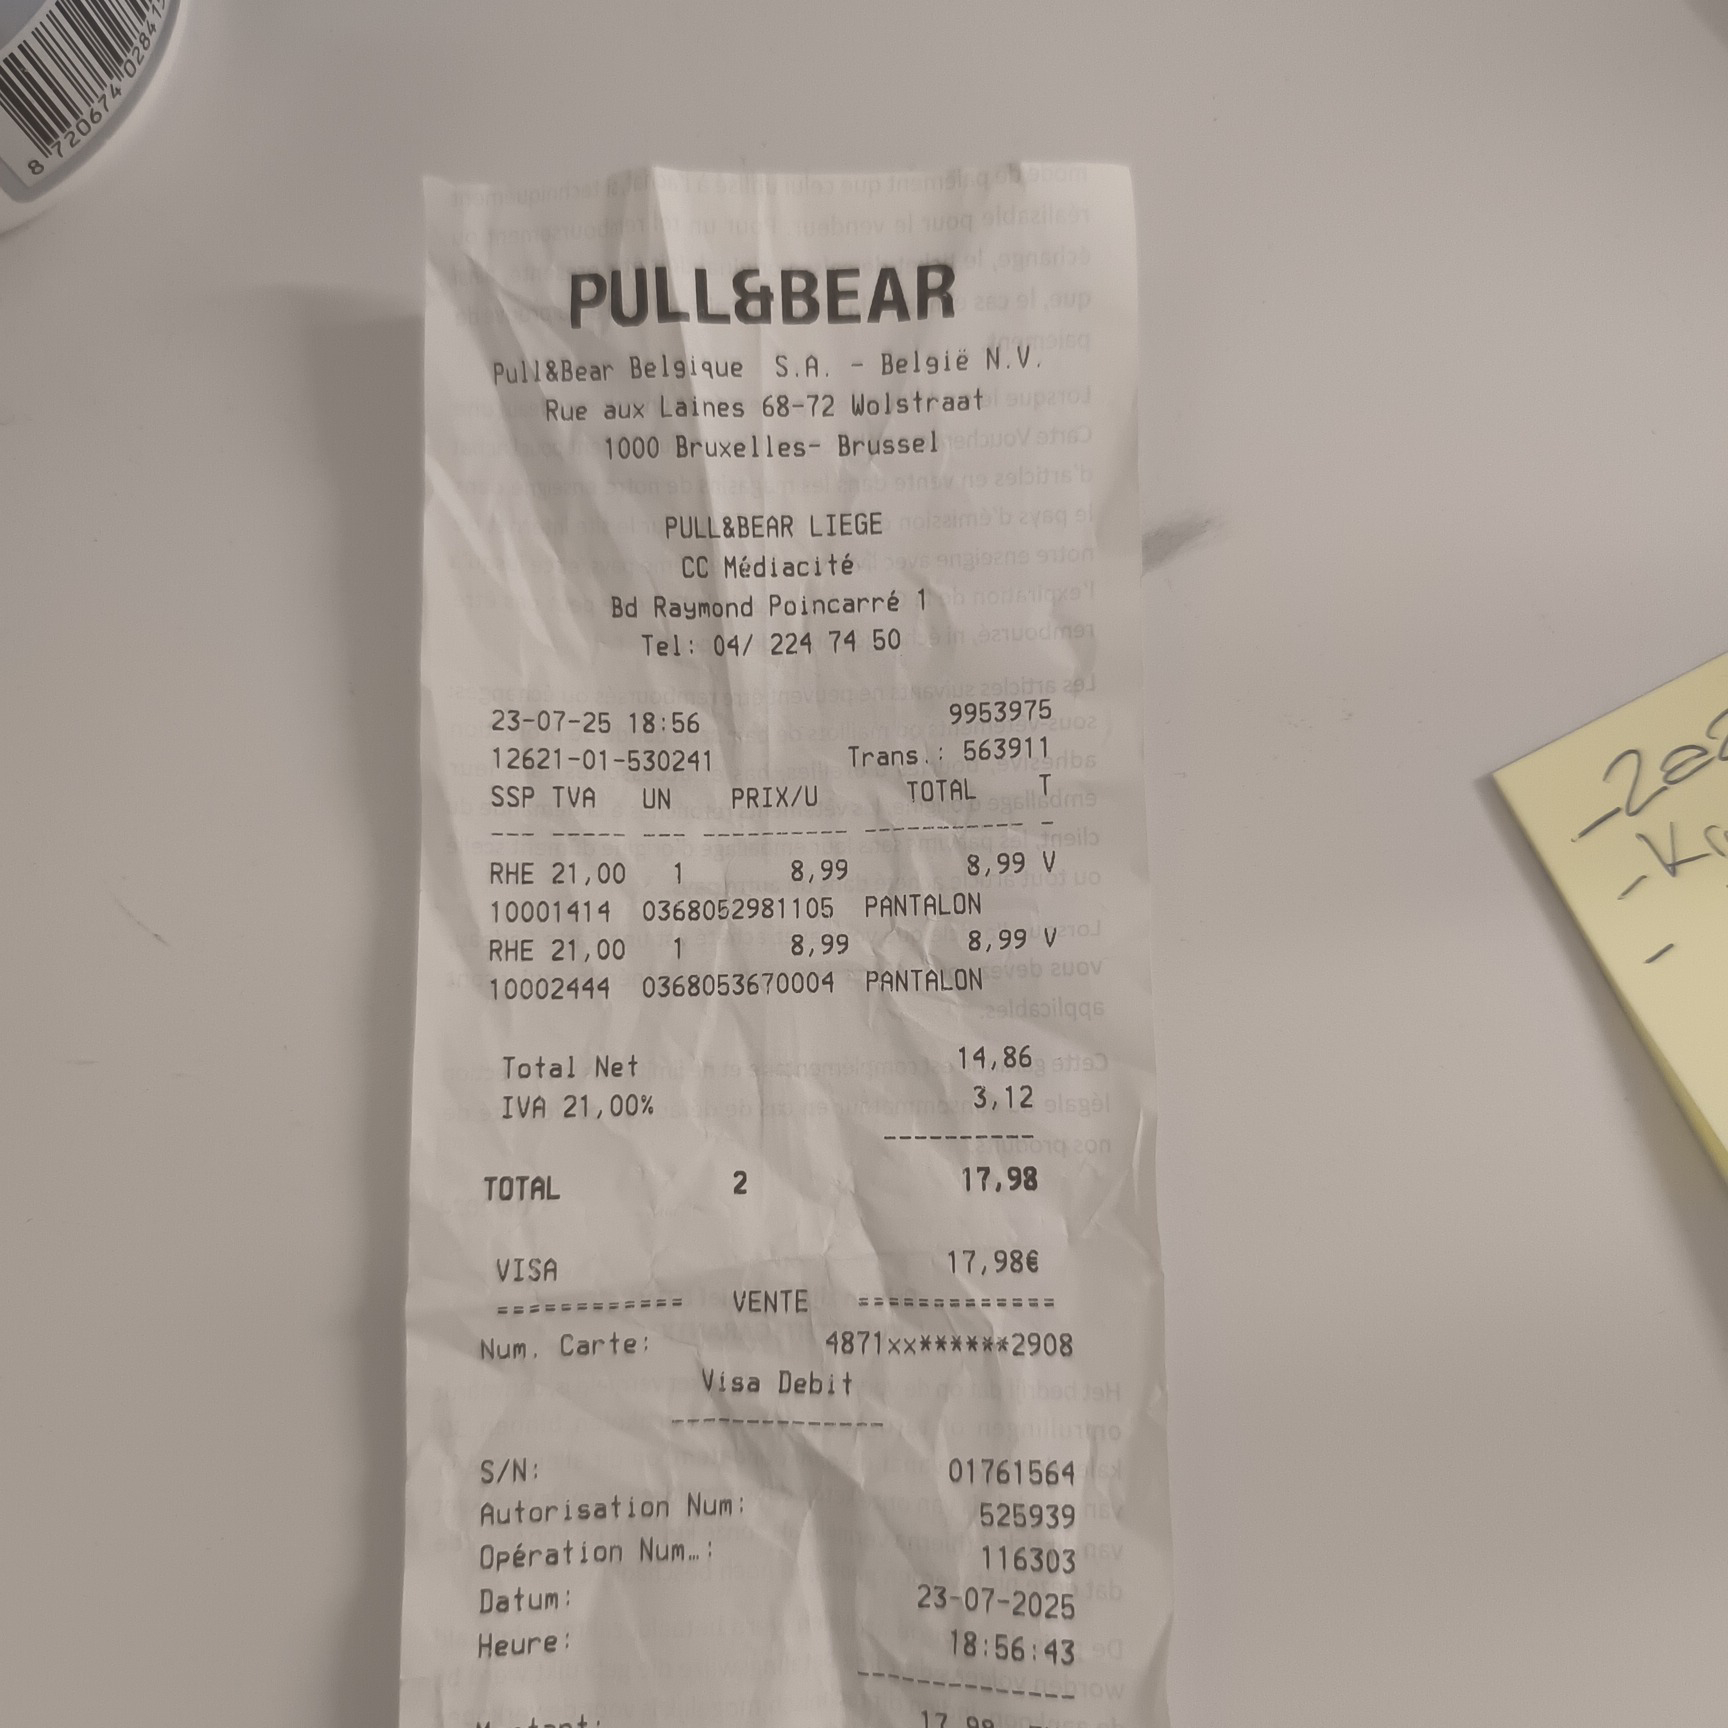 8 720674 02841
PULL&BEAR
Pull&Bear Belgique S.A. - België N.V.
Rue aux Laines 68-72 Wolstraat
1000 Bruxelles- Brussel
PULL&BEAR LIEGE
CC Médiacité
Bd Raymond Poincarré 1
Tel: 04/ 224 74 50
23-07-25 18:56 9953975
12621-01-530241 Trans.: 563911
SSP TVA UN PRIX/U TOTAL T
--- ----- --- ---------- ----------- -
RHE 21,00 1 8,99 8,99 V
10001414 0368052981105 PANTALON
RHE 21,00 1 8,99 8,99 V
10002444 0368053670004 PANTALON
Total Net 14,86
IVA 21,00% 3,12
----------
TOTAL 2 17,98
VISA 17,98€
============ VENTE =============
Num. Carte: 4871xx******2908
Visa Debit
--------------
S/N: 01761564
Autorisation Num: 525939
Opération Num…: 116303
Datum: 23-07-2025
Heure: 18:56:43
--------------